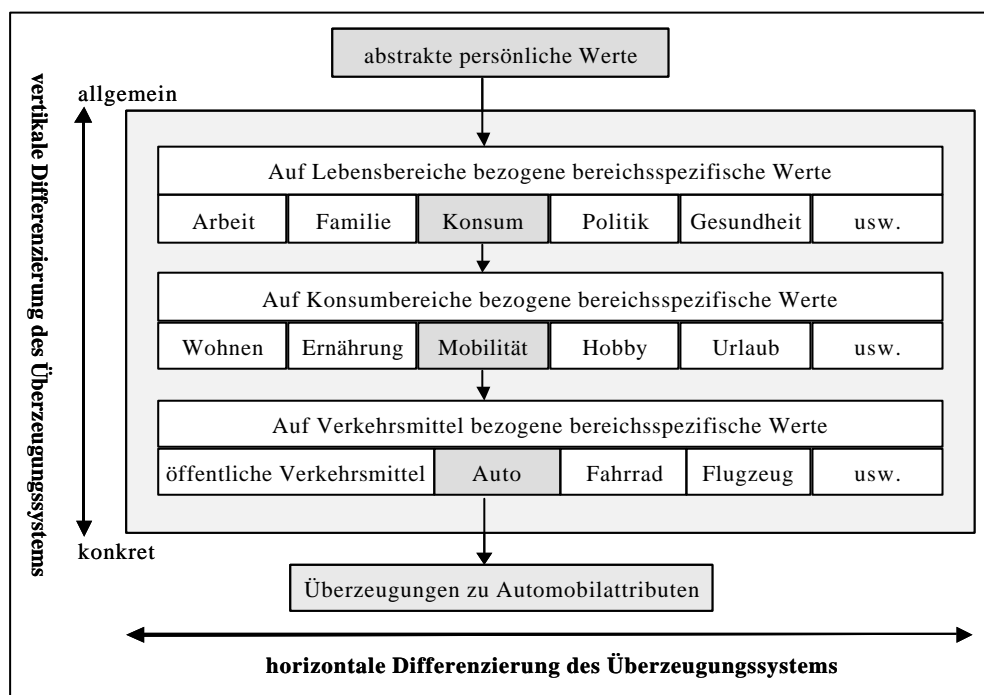 abstrakte persönliche Werte
allgemein
vertikale Differenzierung des Überzeugungssystems
Auf Lebensbereiche bezogene bereichsspezifische Werte
Arbeit Familie Konsum Politik Gesundheit usw.
Auf Konsumbereiche bezogene bereichsspezifische Werte
Wohnen Ernährung Mobilität Hobby Urlaub usw.
Auf Verkehrsmittel bezogene bereichsspezifische Werte
öffentliche Verkehrsmittel Auto Fahrrad Flugzeug usw.
konkret
Überzeugungen zu Automobilattributen
horizontale Differenzierung des Überzeugungssystems